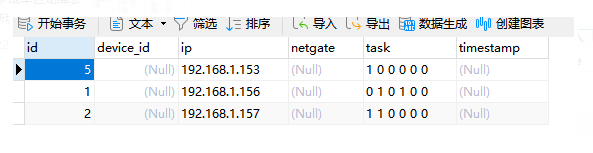 开始事务 文本 筛选 排序 导入 导出 数据生成 创建图表
id device_id ip netgate task timestamp
5 (Null) 192.168.1.153 (Null) 1 0 0 0 0 0 (Null)
1 (Null) 192.168.1.156 (Null) 0 1 0 1 0 0 (Null)
2 (Null) 192.168.1.157 (Null) 1 1 0 0 0 0 (Null)